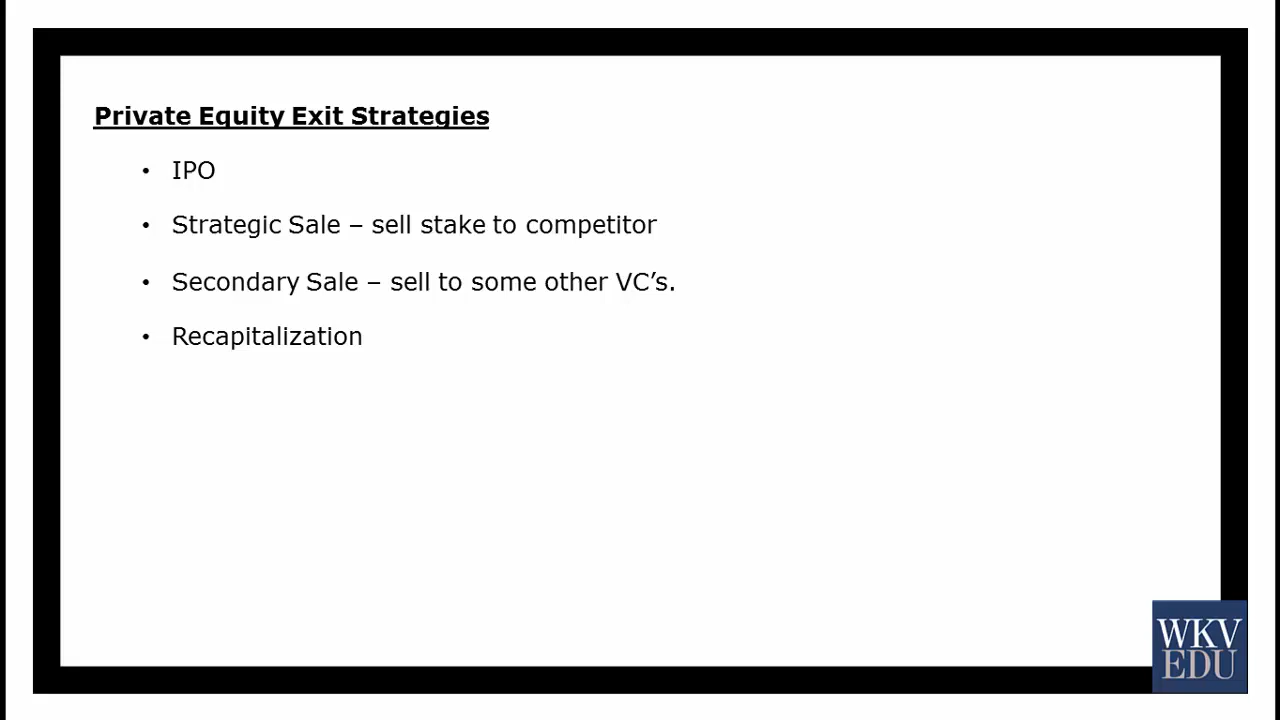 Private Equity Exit Strategies
• IPO
• Strategic Sale – sell stake to competitor
• Secondary Sale – sell to some other VC’s.
• Recapitalization
WKV
EDU